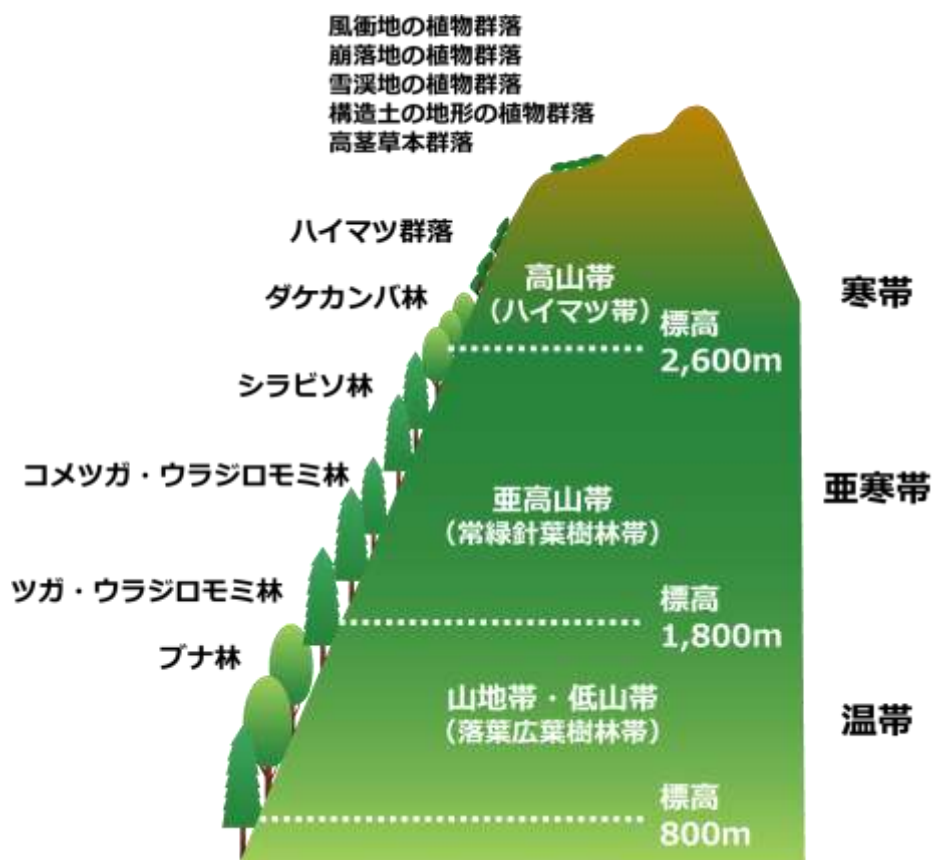 風衝地の植物群落
崩落地の植物群落
雪渓地の植物群落
構造土の地形の植物群落
高茎草本群落
ハイマツ群落
ダケカンバ林
シラビソ林
コメツガ・ウラジロモミ林
ツガ・ウラジロモミ林
ブナ林
高山帯
（ハイマツ帯）
標高
2,600m
亜高山帯
（常緑針葉樹林帯）
標高
1,800m
山地帯・低山帯
（落葉広葉樹林帯）
標高
800m
寒帯
亜寒帯
温帯